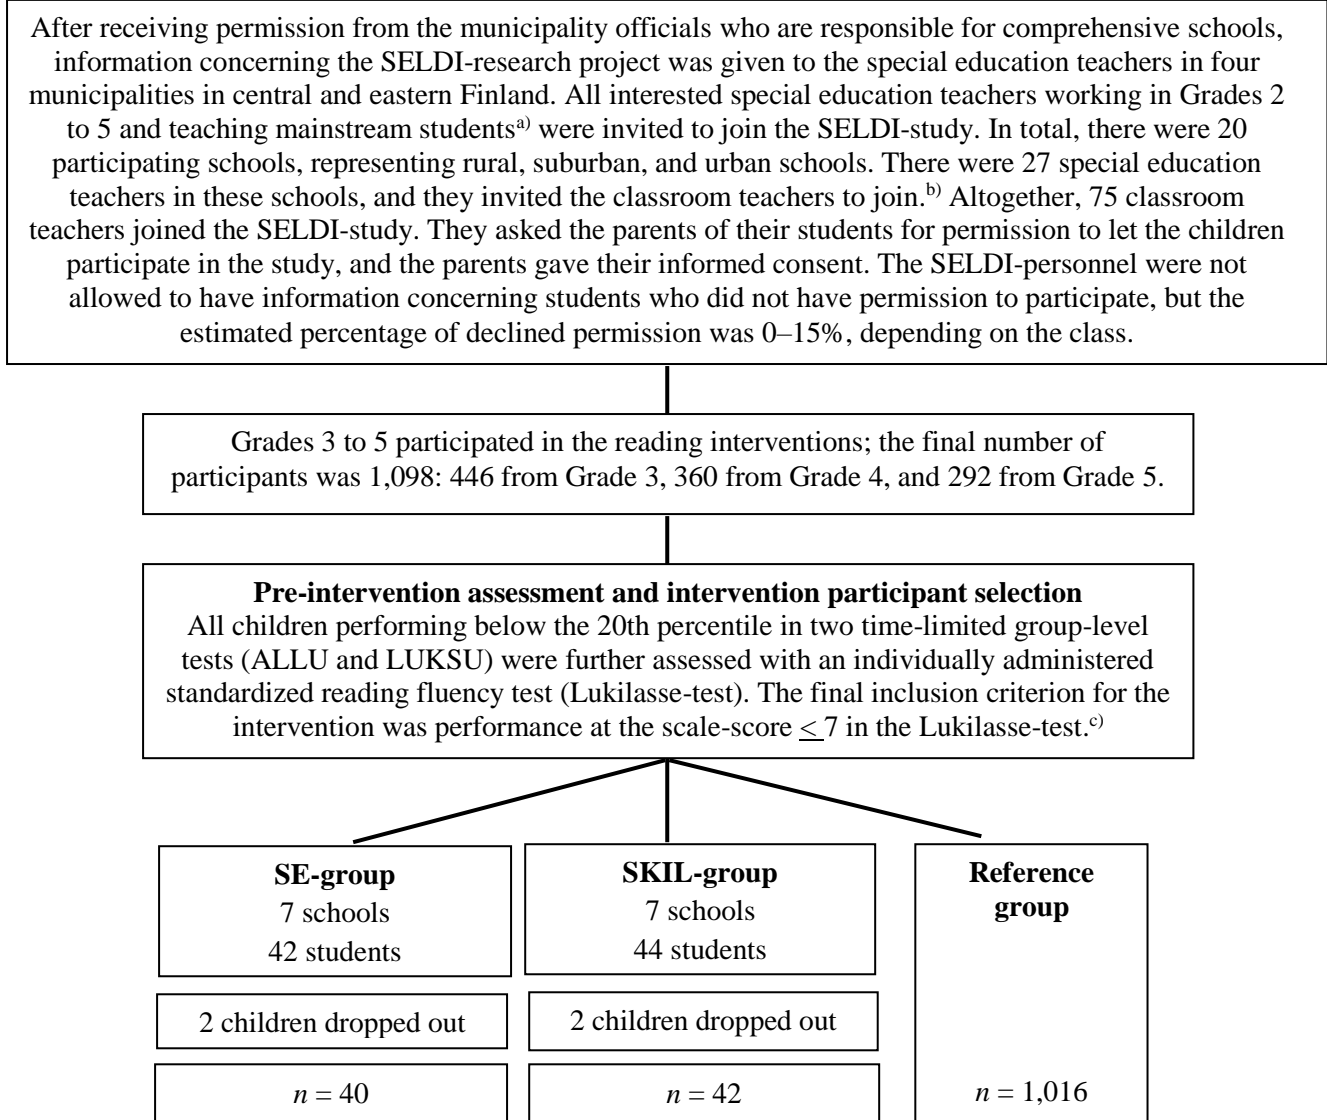 After receiving permission from the municipality officials who are responsible for comprehensive schools,
information concerning the SELDI-research project was given to the special education teachers in four
municipalities in central and eastern Finland. All interested special education teachers working in Grades 2
to 5 and teaching mainstream students a) were invited to join the SELDI-study. In total, there were 20
participating schools, representing rural, suburban, and urban schools. There were 27 special education
teachers in these schools, and they invited the classroom teachers to join. b) Altogether, 75 classroom
teachers joined the SELDI-study. They asked the parents of their students for permission to let the children
participate in the study, and the parents gave their informed consent. The SELDI-personnel were not
allowed to have information concerning students who did not have permission to participate, but the
estimated percentage of declined permission was 0–15%, depending on the class.
Grades 3 to 5 participated in the reading interventions; the final number of
participants was 1,098: 446 from Grade 3, 360 from Grade 4, and 292 from Grade 5.
Pre-intervention assessment and intervention participant selection
All children performing below the 20th percentile in two time-limited group-level
tests (ALLU and LUKSU) were further assessed with an individually administered
standardized reading fluency test (Lukilasse-test). The final inclusion criterion for the
intervention was performance at the scale-score ≤ 7 in the Lukilasse-test. c)
SE-group
7 schools
42 students
2 children dropped out
n = 40
SKIL-group
7 schools
44 students
2 children dropped out
n = 42
Reference
group
n = 1,016